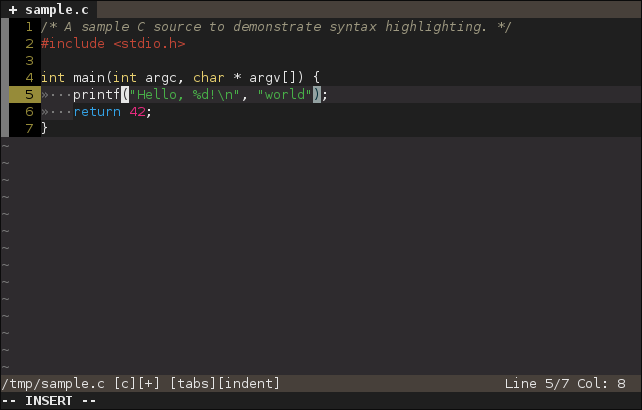 + sample.c
1 /* A sample C source to demonstrate syntax highlighting. */
2 #include <stdio.h>
3
4 int main(int argc, char * argv[]) {
5 »···printf("Hello, %d!\n", "world");
6 »···return 42;
7 }
~
~
~
~
~
~
~
~
~
~
~
~
~
~
/tmp/sample.c [c][+] [tabs][indent] Line 5/7 Col: 8
-- INSERT --